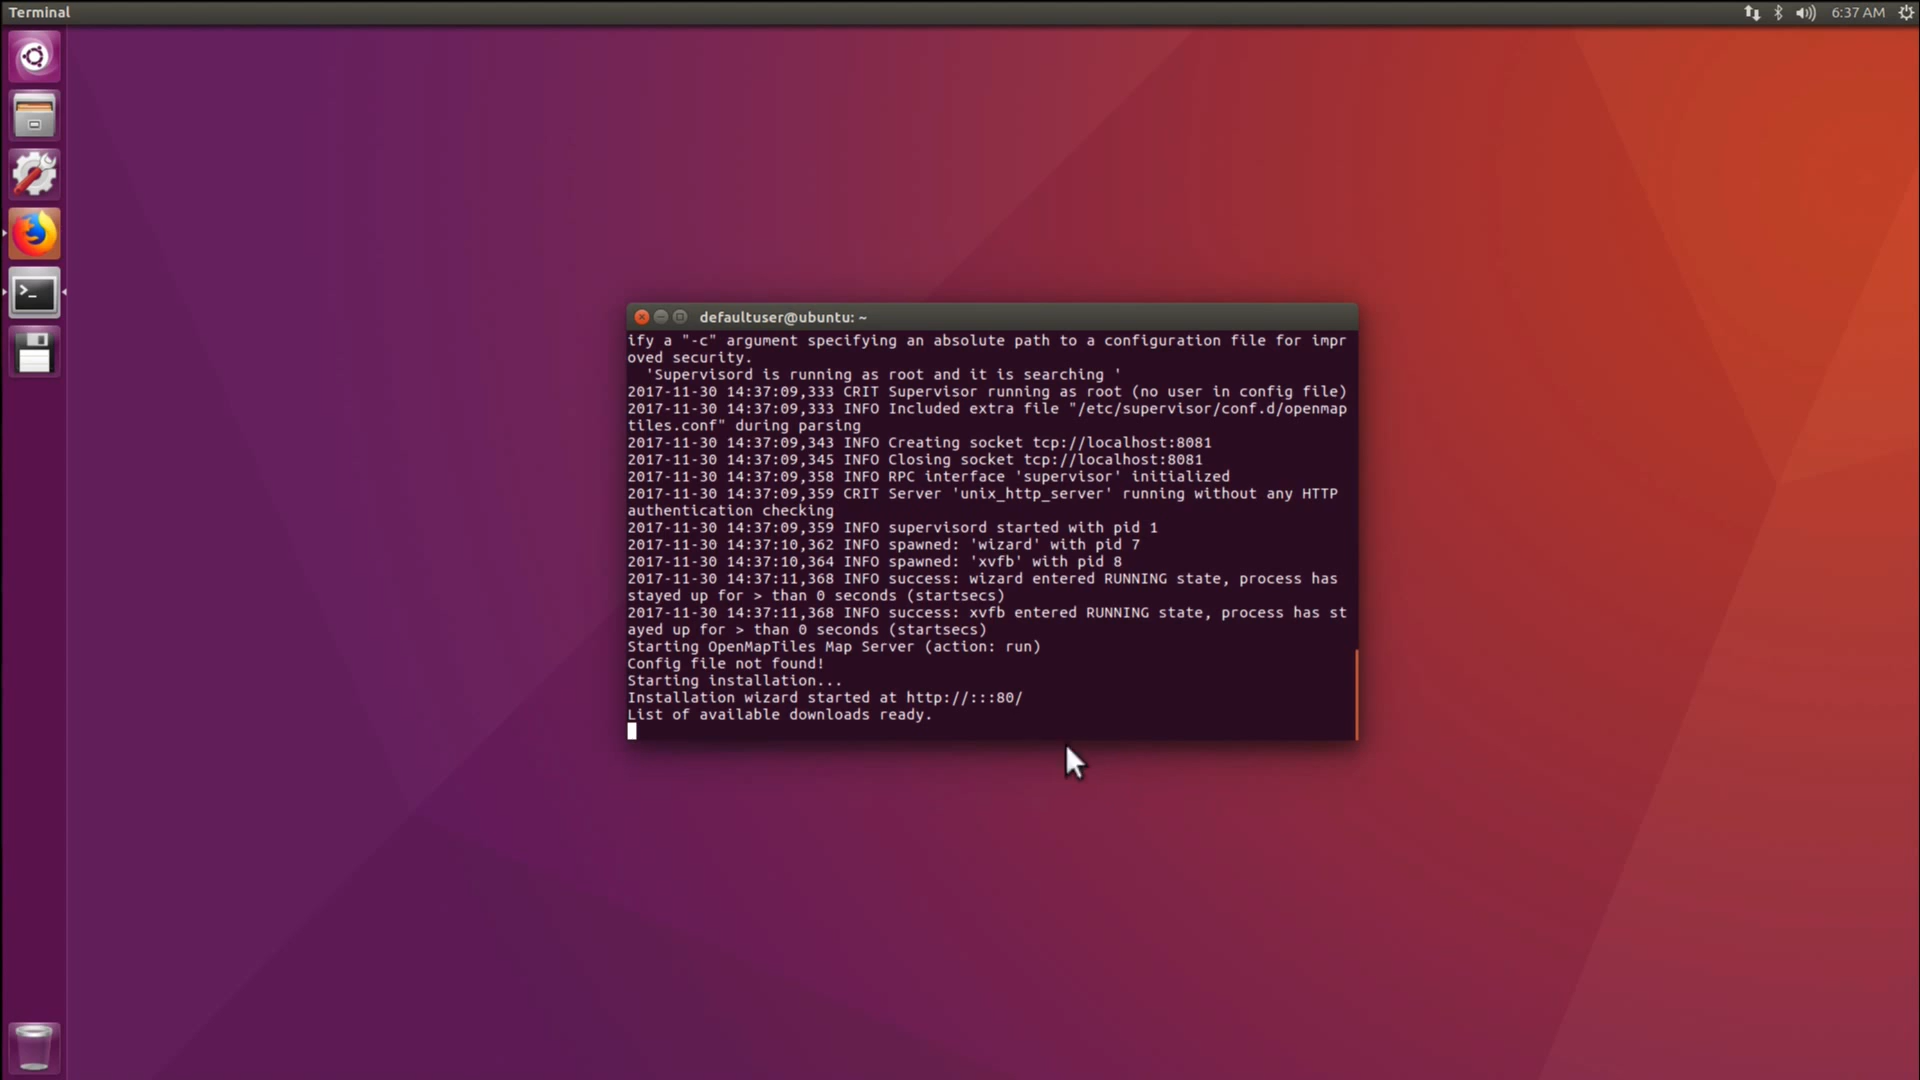 Terminal
6:37 AM
defaultuser@ubuntu: ~
ify a "-c" argument specifying an absolute path to a configuration file for impr
oved security.
'Supervisord is running as root and it is searching '
2017-11-30 14:37:09,333 CRIT Supervisor running as root (no user in config file)
2017-11-30 14:37:09,333 INFO Included extra file "/etc/supervisor/conf.d/openmap
tiles.conf" during parsing
2017-11-30 14:37:09,343 INFO Creating socket tcp://localhost:8081
2017-11-30 14:37:09,345 INFO Closing socket tcp://localhost:8081
2017-11-30 14:37:09,358 INFO RPC interface 'supervisor' initialized
2017-11-30 14:37:09,359 CRIT Server 'unix_http_server' running without any HTTP
authentication checking
2017-11-30 14:37:09,359 INFO supervisord started with pid 1
2017-11-30 14:37:10,362 INFO spawned: 'wizard' with pid 7
2017-11-30 14:37:10,364 INFO spawned: 'xvfb' with pid 8
2017-11-30 14:37:11,368 INFO success: wizard entered RUNNING state, process has
stayed up for > than 0 seconds (startsecs)
2017-11-30 14:37:11,368 INFO success: xvfb entered RUNNING state, process has st
ayed up for > than 0 seconds (startsecs)
Starting OpenMapTiles Map Server (action: run)
Config file not found!
Starting installation...
Installation wizard started at http://:::80/
List of available downloads ready.